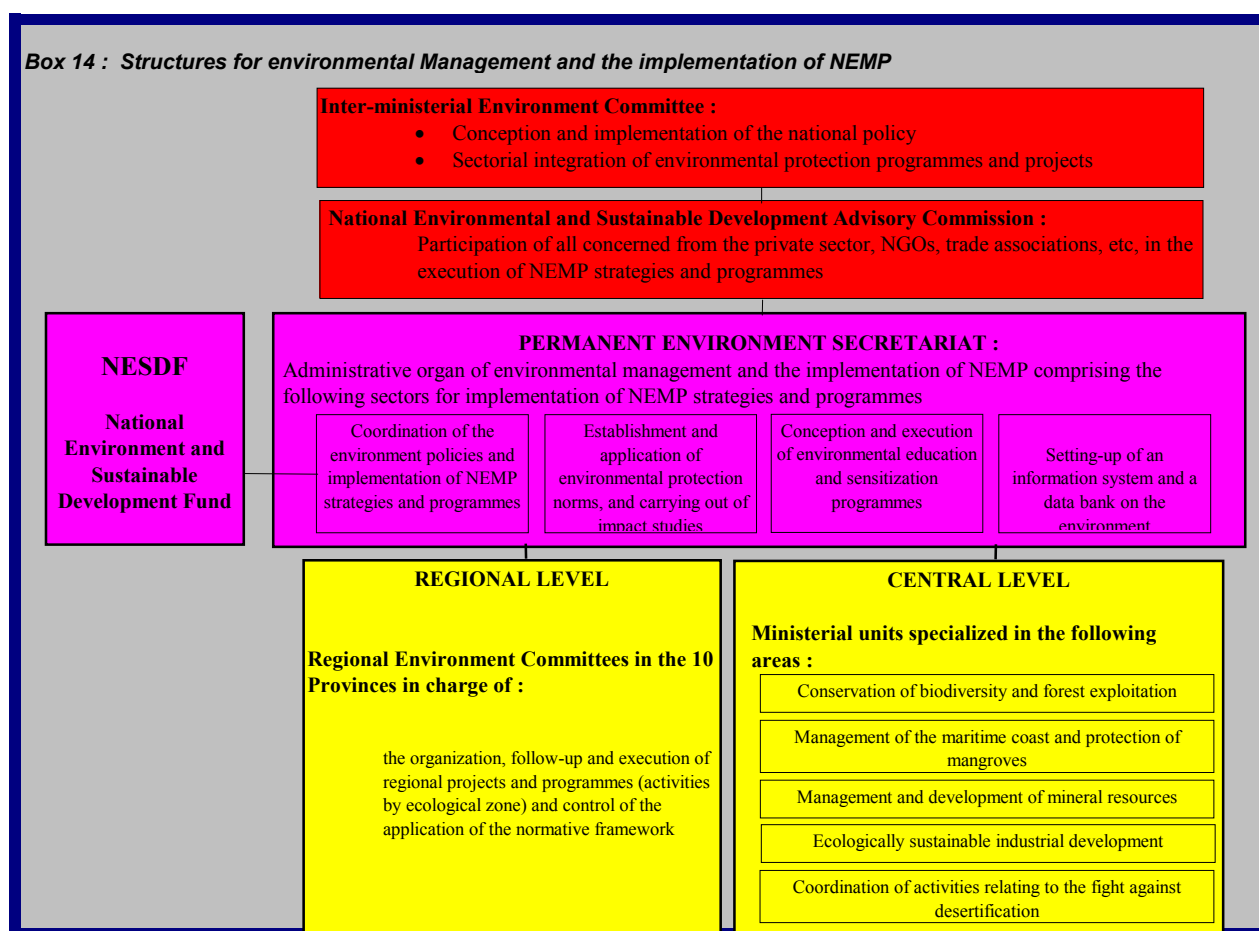 Box 14 : Structures for environmental Management and the implementation of NEMP
Inter-ministerial Environment Committee :
• Conception and implementation of the national policy
• Sectorial integration of environmental protection programmes and projects
National Environmental and Sustainable Development Advisory Commission :
Participation of all concerned from the private sector, NGOs, trade associations, etc, in the
execution of NEMP strategies and programmes
NESDF
National
Environment and
Sustainable
Development Fund
PERMANENT ENVIRONMENT SECRETARIAT :
Administrative organ of environmental management and the implementation of NEMP comprising the
following sectors for implementation of NEMP strategies and programmes
Coordination of the
environment policies and
implementation of NEMP
strategies and programmes
Establishment and
application of
environmental protection
norms, and carrying out of
impact studies
Conception and execution
of environmental education
and sensitization
programmes
Setting-up of an
information system and a
data bank on the
environment
REGIONAL LEVEL
Regional Environment Committees in the 10
Provinces in charge of :
the organization, follow-up and execution of
regional projects and programmes (activities
by ecological zone) and control of the
application of the normative framework
CENTRAL LEVEL
Ministerial units specialized in the following
areas :
Conservation of biodiversity and forest exploitation
Management of the maritime coast and protection of
mangroves
Management and development of mineral resources
Ecologically sustainable industrial development
Coordination of activities relating to the fight against
desertification